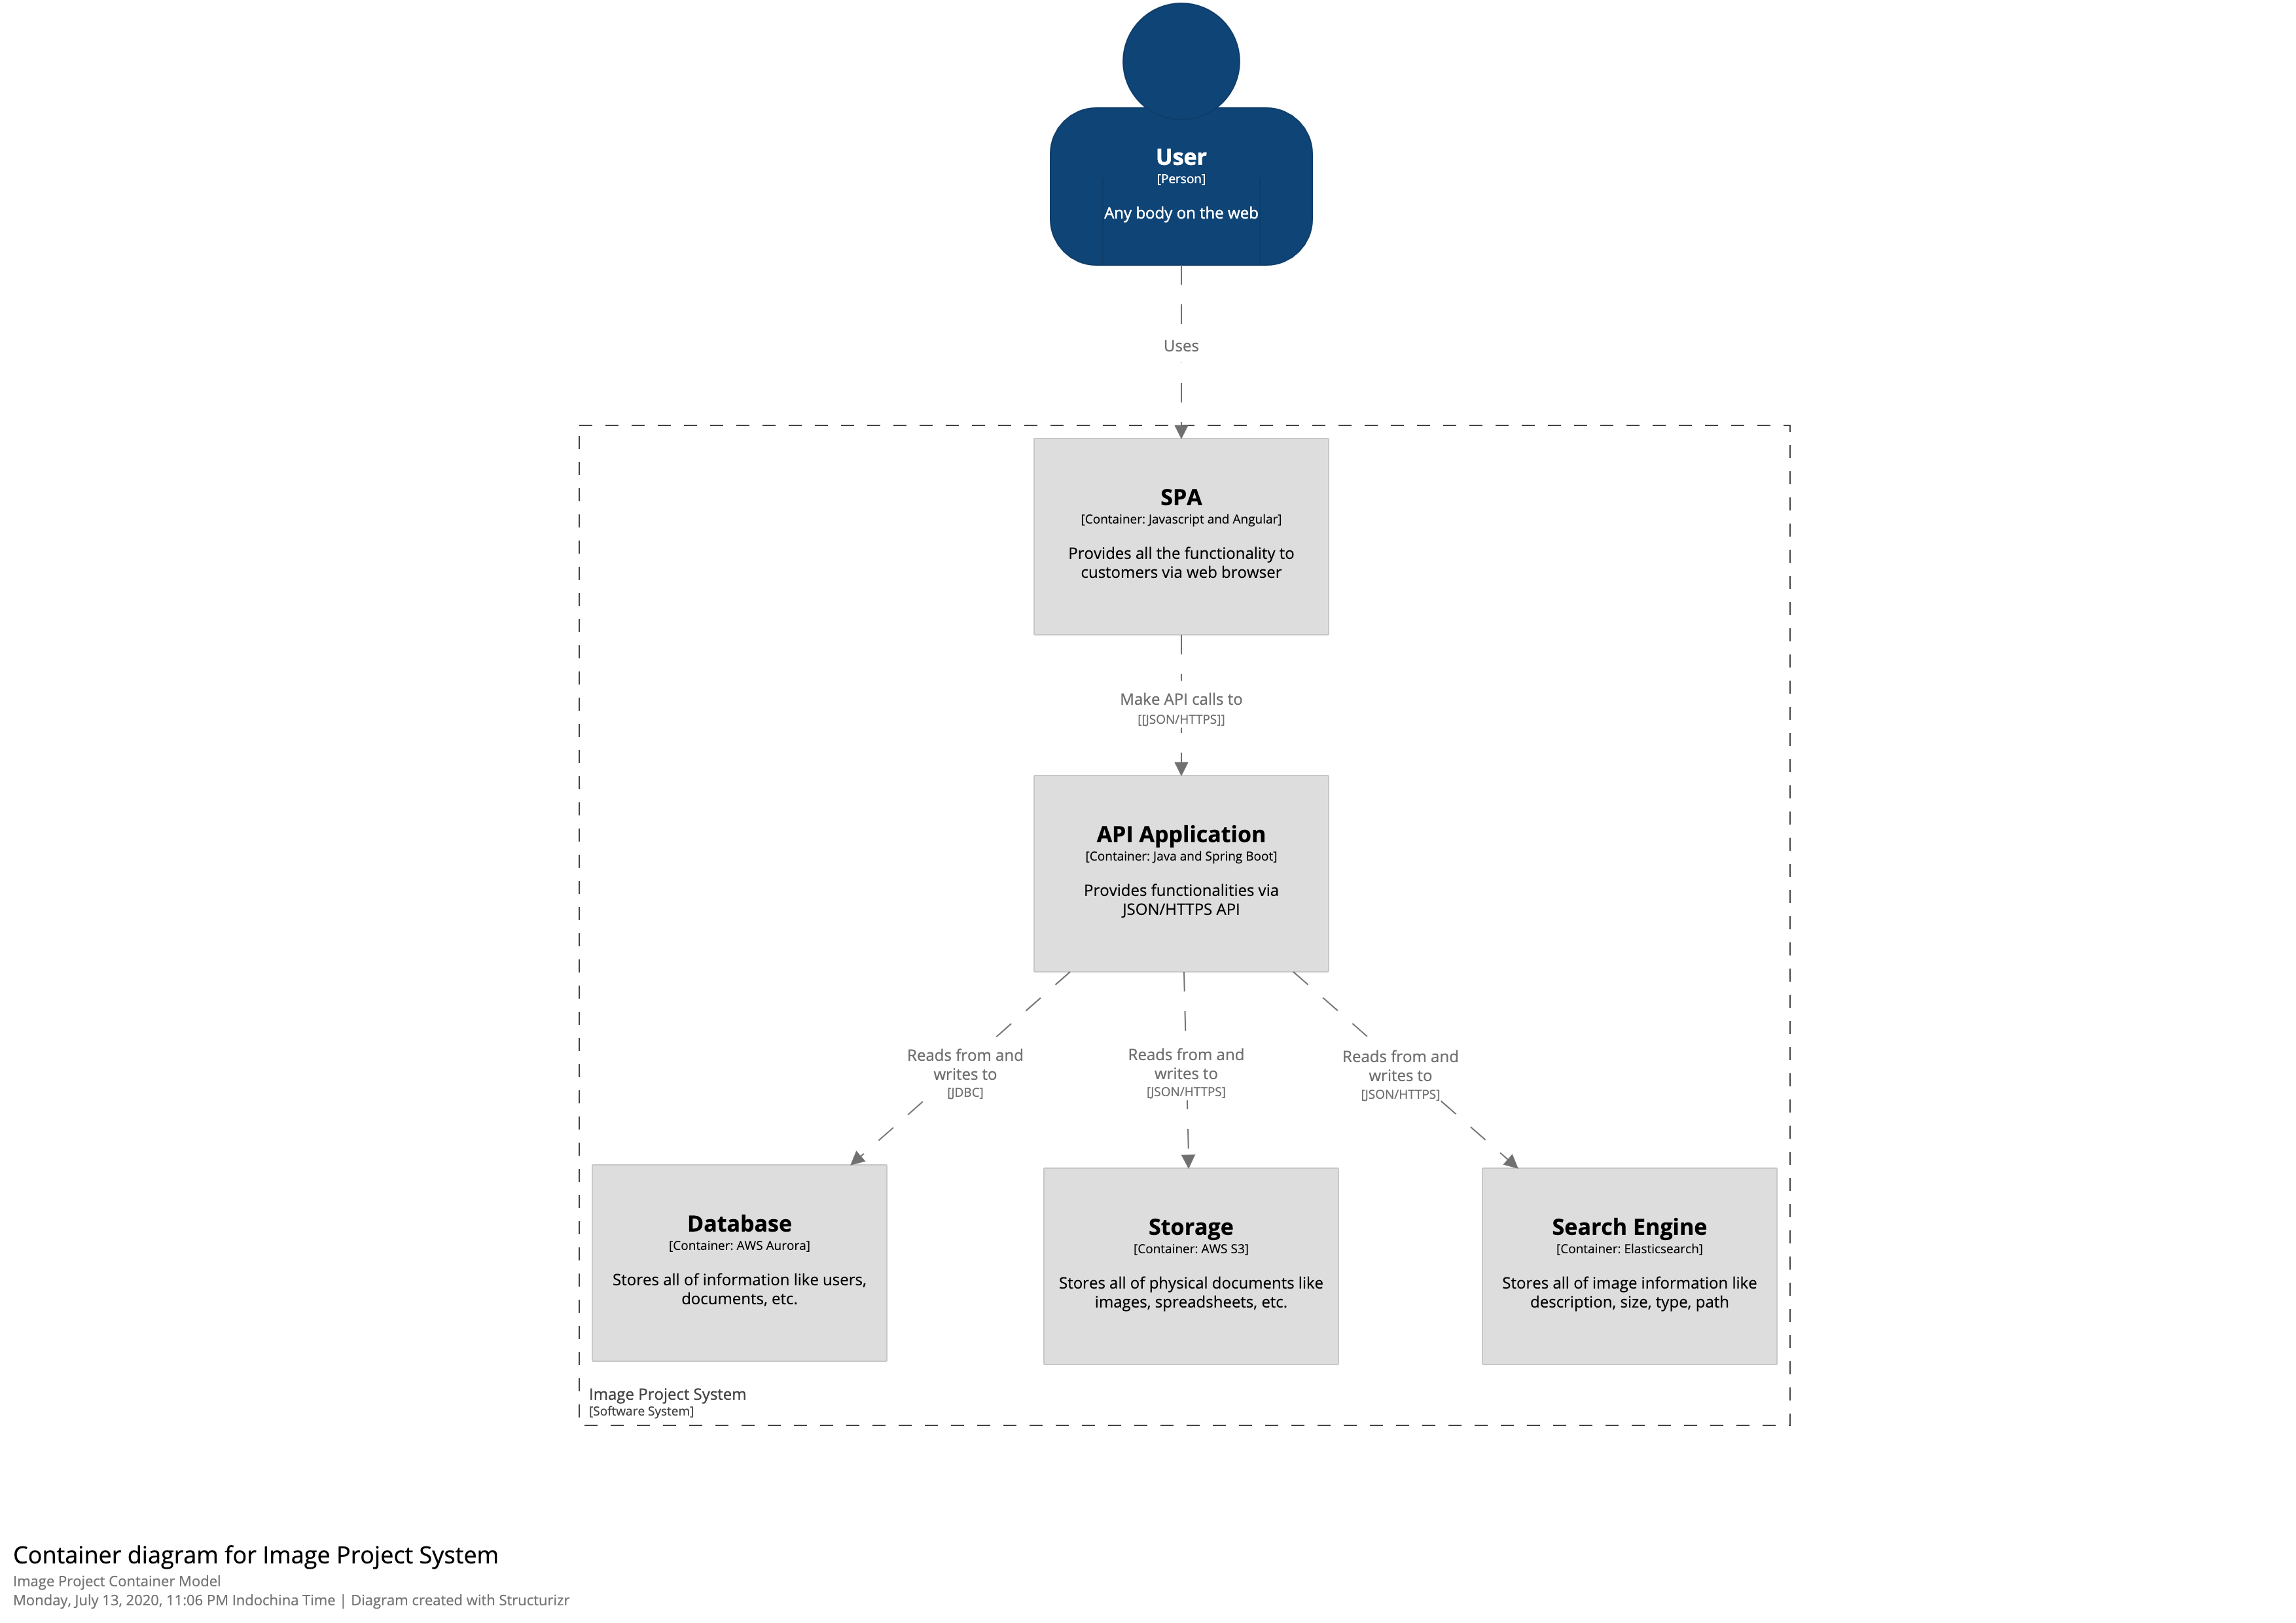 User
[Person]
Any body on the web
Uses
SPA
[Container: Javascript and Angular]
Provides all the functionality to
customers via web browser
Make API calls to
[[JSON/HTTPS]]
API Application
[Container: Java and Spring Boot]
Provides functionalities via
JSON/HTTPS API
Reads from and
writes to
[JDBC]
Reads from and
writes to
[JSON/HTTPS]
Reads from and
writes to
[JSON/HTTPS]
Database
[Container: AWS Aurora]
Stores all of information like users,
documents, etc.
Storage
[Container: AWS S3]
Stores all of physical documents like
images, spreadsheets, etc.
Search Engine
[Container: Elasticsearch]
Stores all of image information like
description, size, type, path
Image Project System
[Software System]
Container diagram for Image Project System
Image Project Container Model
Monday, July 13, 2020, 11:06 PM Indochina Time | Diagram created with Structurizr